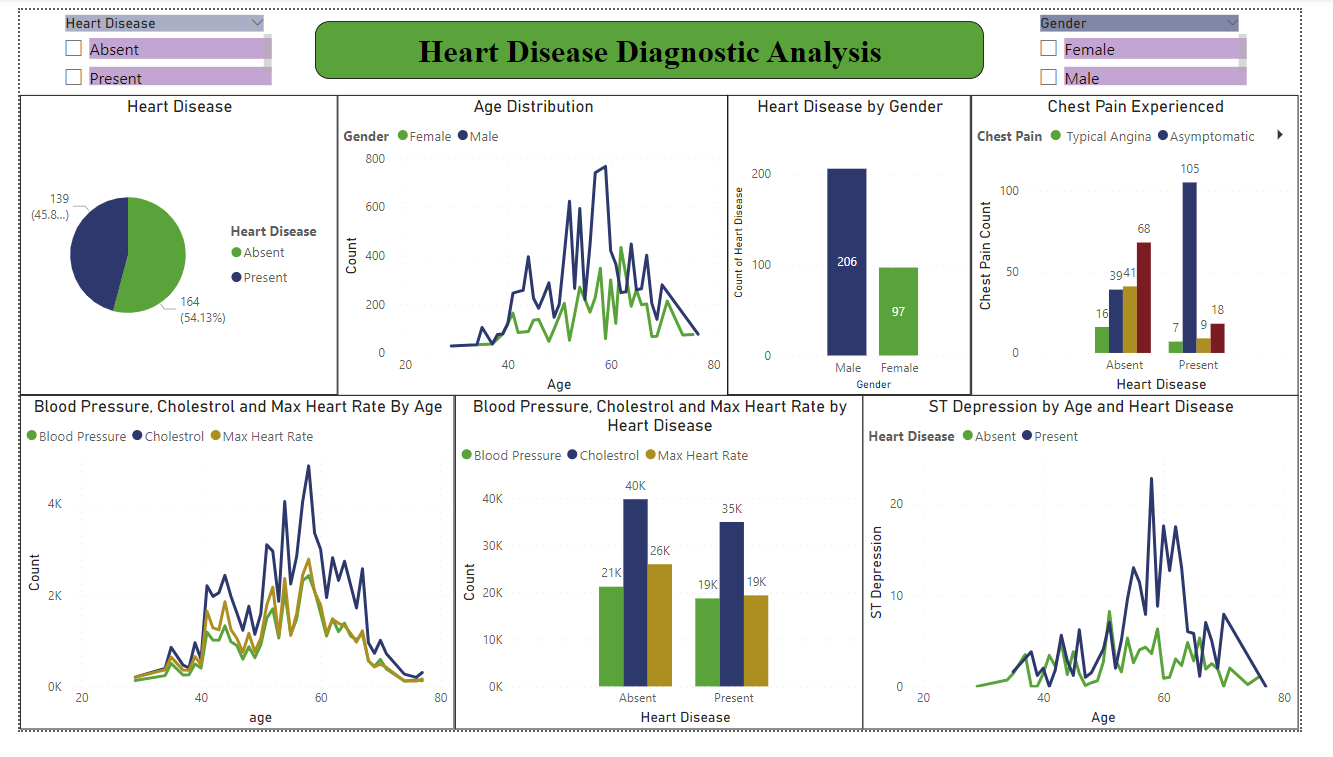 Heart Disease
Absent
Present
Heart Disease Diagnostic Analysis
Gender
Female
Male
Heart Disease
139
(45.8...)
Heart Disease
Absent
Present
164
(54.13%)
Age Distribution
Gender Female Male
800
600
400
200
0
Count
20 40 60 80
Age
Heart Disease by Gender
200
100
0
Count of Heart Disease
206
97
Male Female
Gender
Chest Pain Experienced
Chest Pain Typical Angina Asymptomatic
100
50
0
Chest Pain Count
16 39 41 68
7 105 9 18
Absent Present
Heart Disease
Blood Pressure, Cholestrol and Max Heart Rate By Age
Blood Pressure Cholestrol Max Heart Rate
4K
2K
0K
Count
20 40 60 80
age
Blood Pressure, Cholestrol and Max Heart Rate by
Heart Disease
Blood Pressure Cholestrol Max Heart Rate
40K
30K
20K
10K
0K
Count
21K 40K 26K
19K 35K 19K
Absent Present
Heart Disease
ST Depression by Age and Heart Disease
Heart Disease Absent Present
20
10
0
ST Depression
20 40 60 80
Age